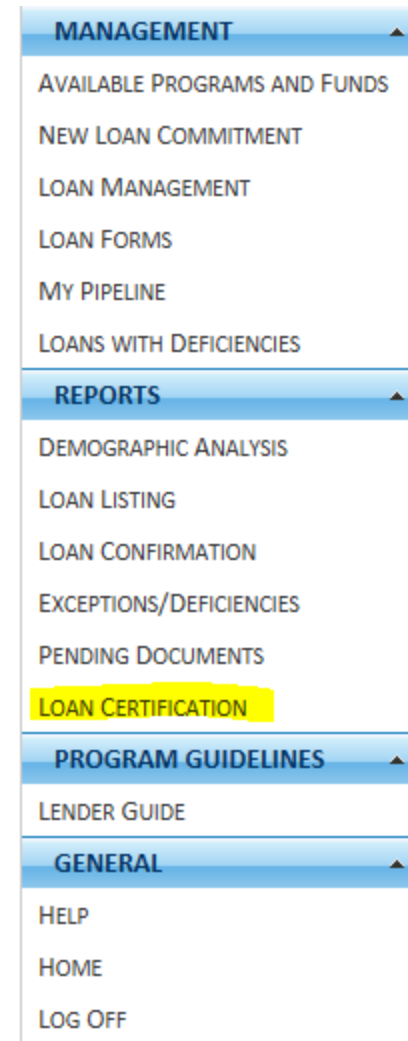 MANAGEMENT
AVAILABLE PROGRAMS AND FUNDS
NEW LOAN COMMITMENT
LOAN MANAGEMENT
LOAN FORMS
MY PIPELINE
LOANS WITH DEFICIENCIES
REPORTS
DEMOGRAPHIC ANALYSIS
LOAN LISTING
LOAN CONFIRMATION
EXCEPTIONS/DEFICIENCIES
PENDING DOCUMENTS
LOAN CERTIFICATION
PROGRAM GUIDELINES
LENDER GUIDE
GENERAL
HELP
HOME
LOG OFF